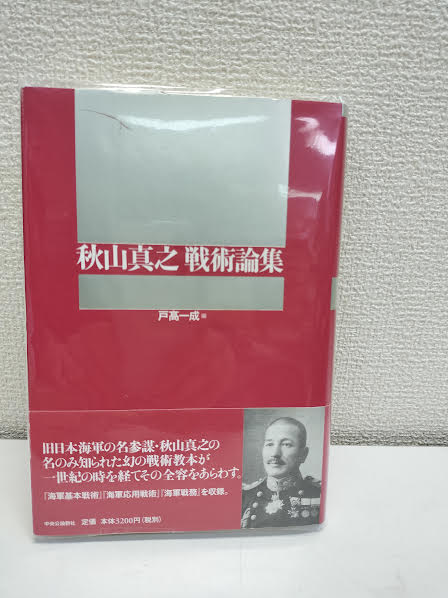 秋山真之 戦術論集
戸髙一成 編
旧日本海軍の名参謀・秋山真之の
名のみ知られた幻の戦術教本が
一世紀の時を経てその全容をあらわす。
『海軍基本戦術』『海軍応用戦術』『海軍戦務』を収録。
中央公論新社 定価 本体3200円(税別)